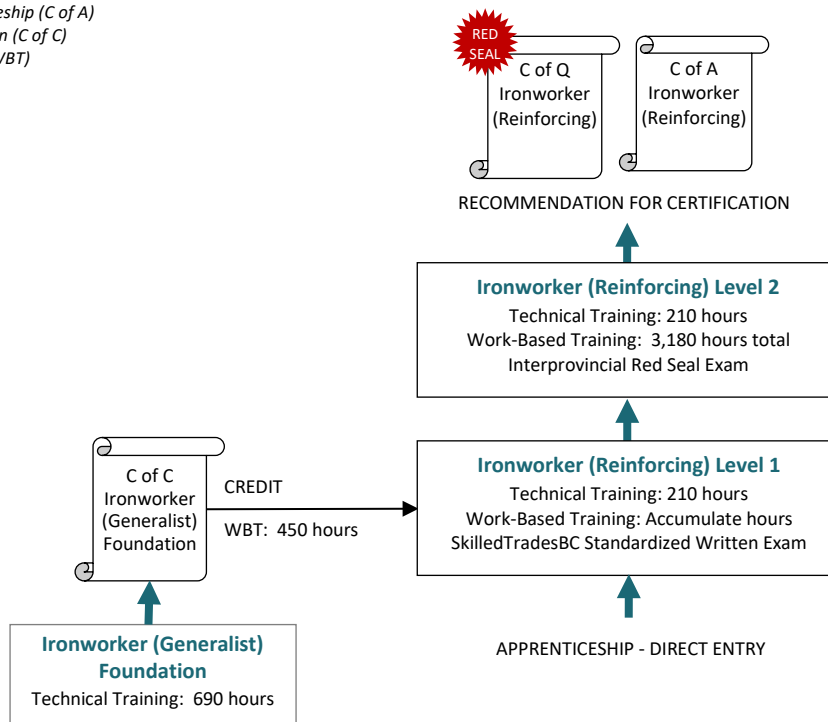 (C of A)
(C of C)
RED
SEAL
C of Q
Ironworker
(Reinforcing)
C of A
Ironworker
(Reinforcing)
RECOMMENDATION FOR CERTIFICATION
Ironworker (Reinforcing) Level 2
Technical Training: 210 hours
Work-Based Training: 3,180 hours total
Interprovincial Red Seal Exam
C of C
Ironworker
(Generalist)
Foundation
CREDIT
WBT: 450 hours
Ironworker (Reinforcing) Level 1
Technical Training: 210 hours
Work-Based Training: Accumulate hours
SkilledTradesBC Standardized Written Exam
Ironworker (Generalist)
Foundation
Technical Training: 690 hours
APPRENTICESHIP - DIRECT ENTRY